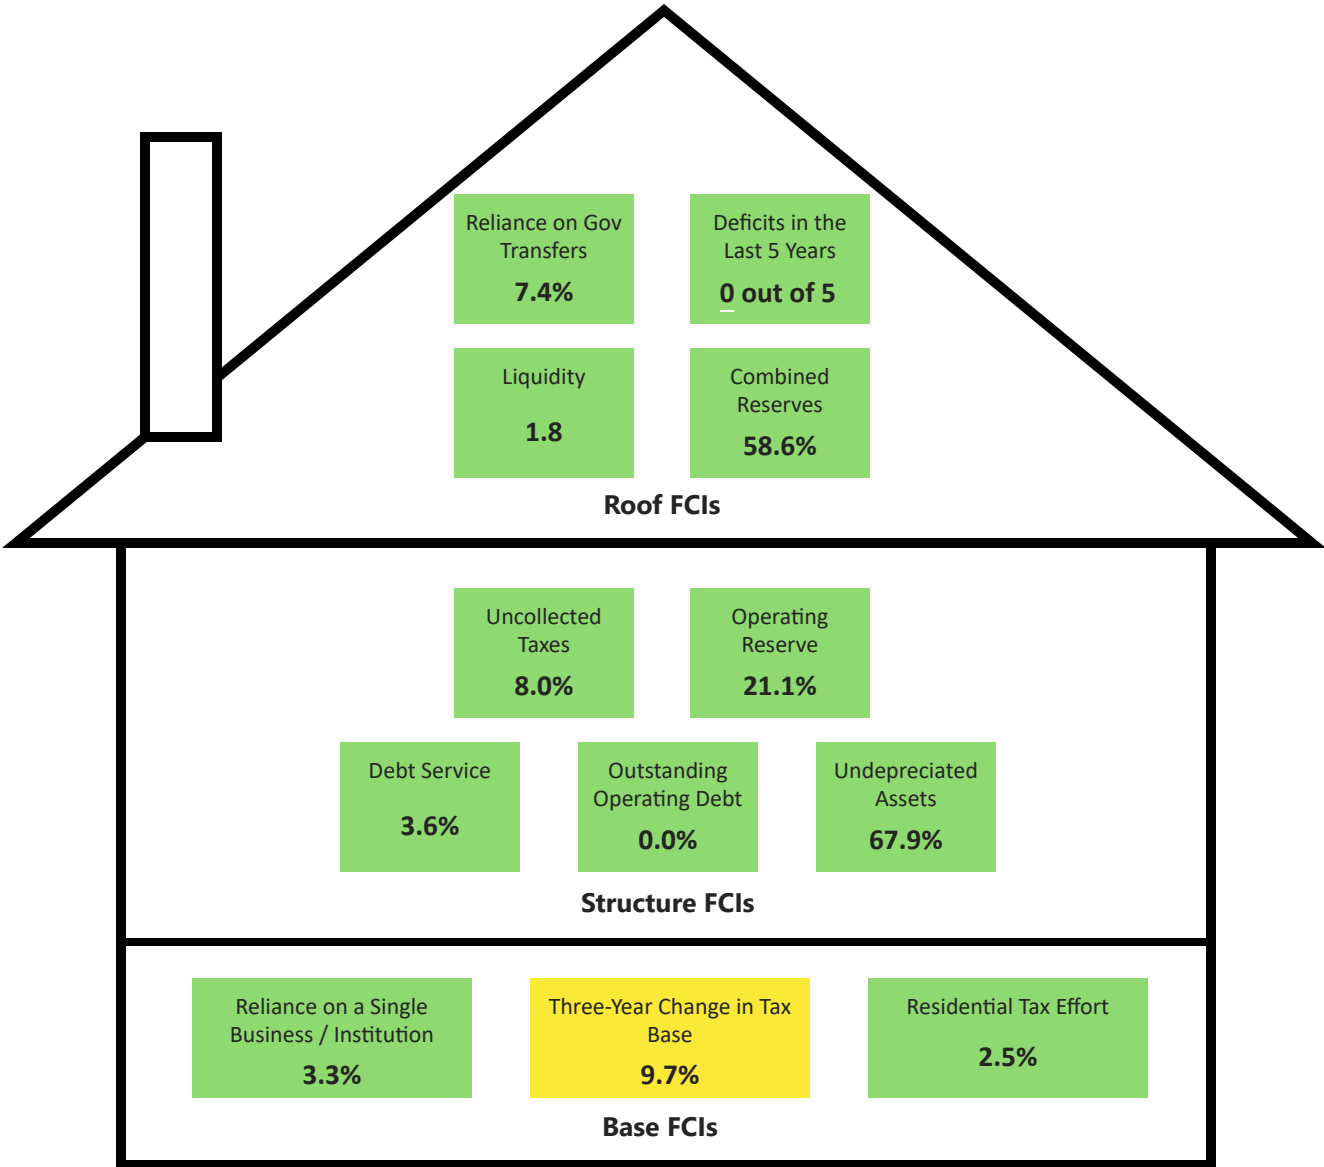 Reliance on Gov
Transfers
7.4%
Deficits in the
Last 5 Years
0 out of 5
Liquidity
1.8
Combined
Reserves
58.6%
Roof FCIs
Uncollected
Taxes
8.0%
Operating
Reserve
21.1%
Debt Service
3.6%
Outstanding
Operating Debt
0.0%
Undepreciated
Assets
67.9%
Structure FCIs
Reliance on a Single
Business / Institution
3.3%
Three-Year Change in Tax
Base
9.7%
Residential Tax Effort
2.5%
Base FCIs